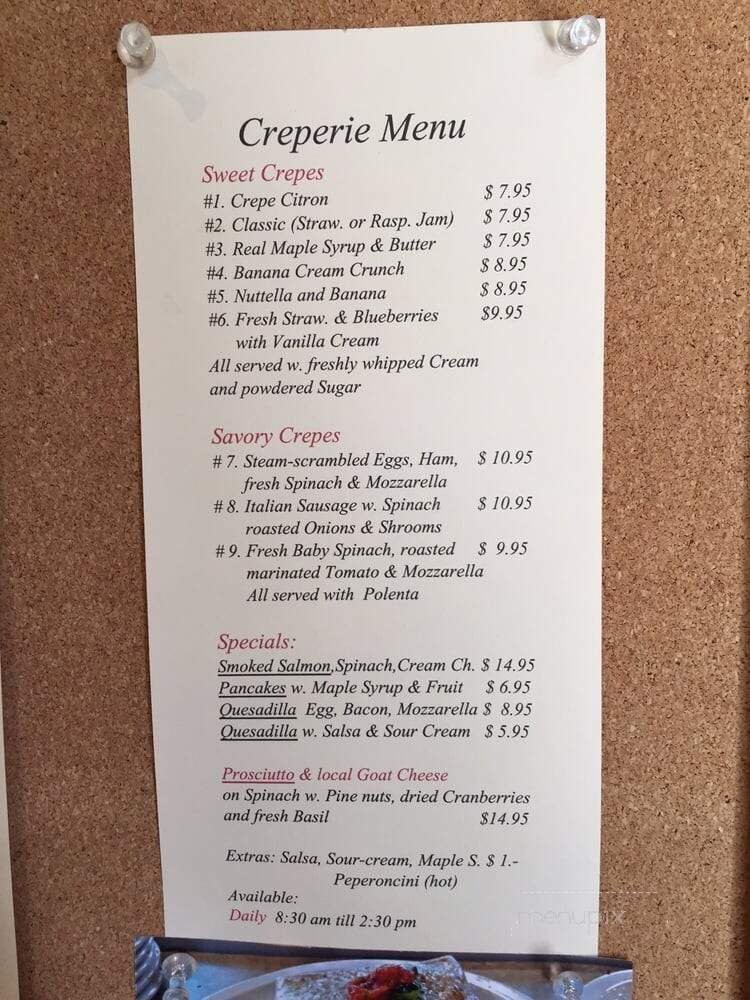 Creperie Menu
Sweet Crepes
#1. Crepe Citron $ 7.95
#2. Classic (Straw. or Rasp. Jam) $ 7.95
#3. Real Maple Syrup & Butter $ 7.95
#4. Banana Cream Crunch $ 8.95
#5. Nuttella and Banana $ 8.95
#6. Fresh Straw. & Blueberries $9.95
with Vanilla Cream
All served w. freshly whipped Cream
and powdered Sugar
Savory Crepes
# 7. Steam-scrambled Eggs, Ham, $ 10.95
fresh Spinach & Mozzarella
# 8. Italian Sausage w. Spinach $ 10.95
roasted Onions & Shrooms
# 9. Fresh Baby Spinach, roasted $ 9.95
marinated Tomato & Mozzarella
All served with Polenta
Specials:
Smoked Salmon,Spinach,Cream Ch. $ 14.95
Pancakes w. Maple Syrup & Fruit $ 6.95
Quesadilla Egg, Bacon, Mozzarella $ 8.95
Quesadilla w. Salsa & Sour Cream $ 5.95
Prosciutto & local Goat Cheese
on Spinach w. Pine nuts, dried Cranberries
and fresh Basil $14.95
Extras: Salsa, Sour-cream, Maple S. $ 1.-
Peperoncini (hot)
Available:
Daily 8:30 am till 2:30 pm
menupix